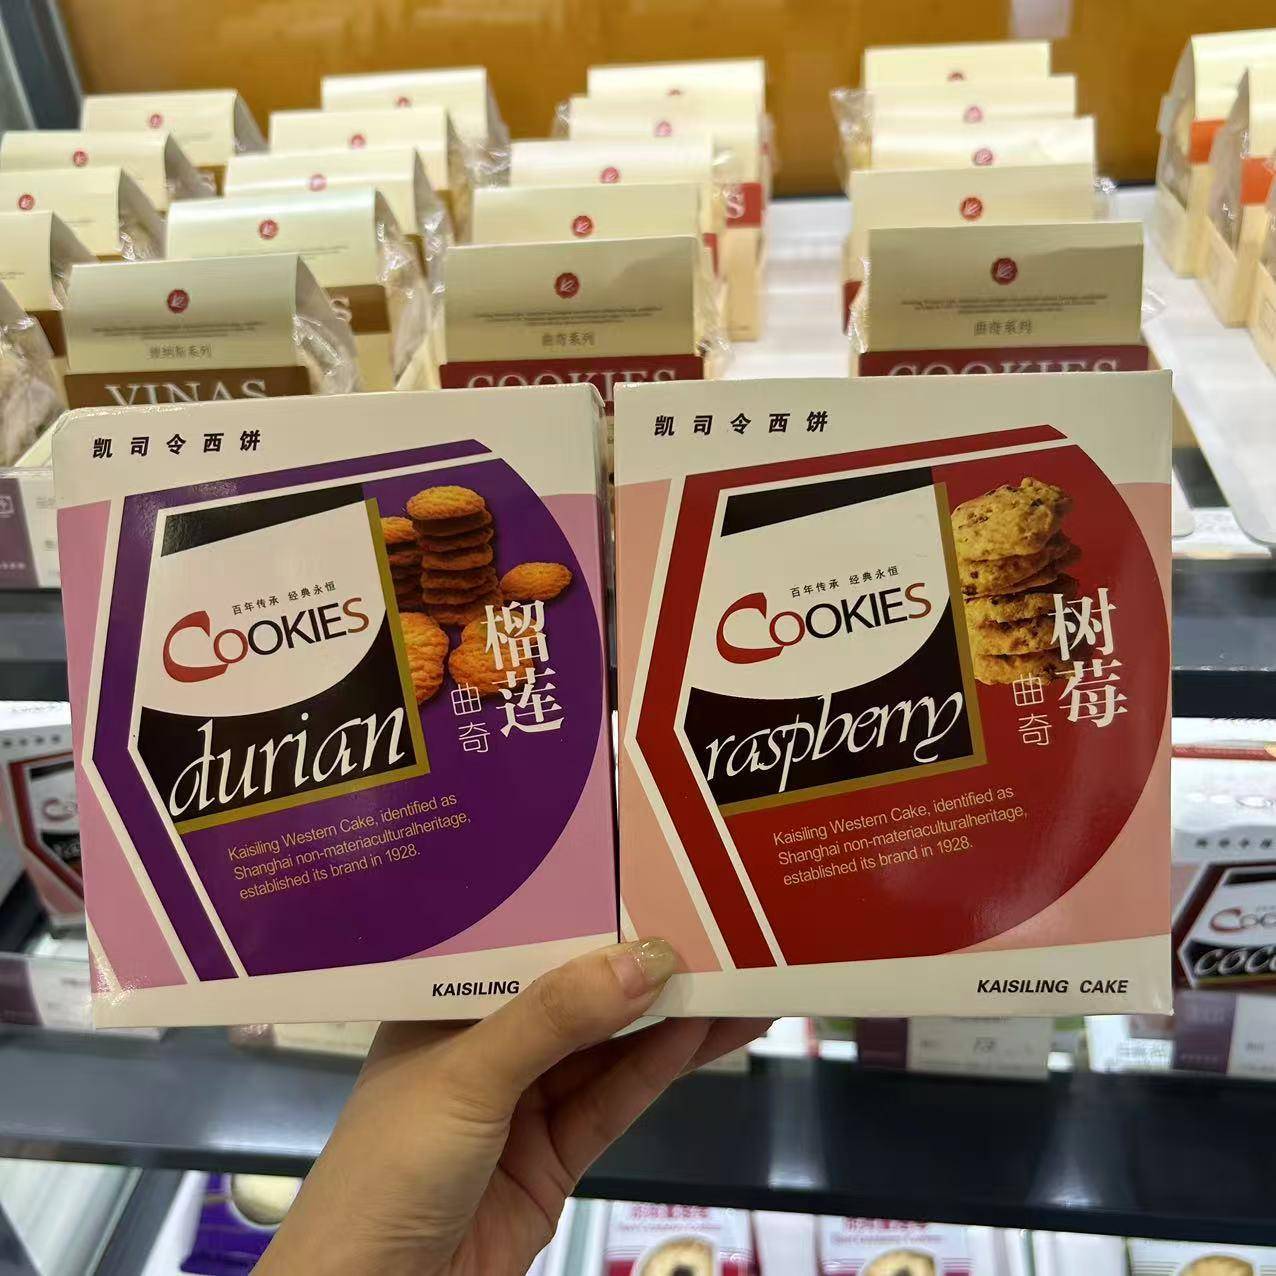 维纳斯系列
VINAS
曲奇系列
COOKIES
曲奇系列
COOKIES
S
S
凯司令西饼
百年传承 经典永恒
COOKIES
durian
榴莲
曲奇
Kaisiling Western Cake, identified as
Shanghai non-materiaculturalheritage,
established its brand in 1928.
KAISILING
凯司令西饼
百年传承 经典永恒
COOKIES
raspberry
树莓
曲奇
Kaisiling Western Cake, identified as
Shanghai non-materiaculturalheritage,
established its brand in 1928.
KAISILING CAKE